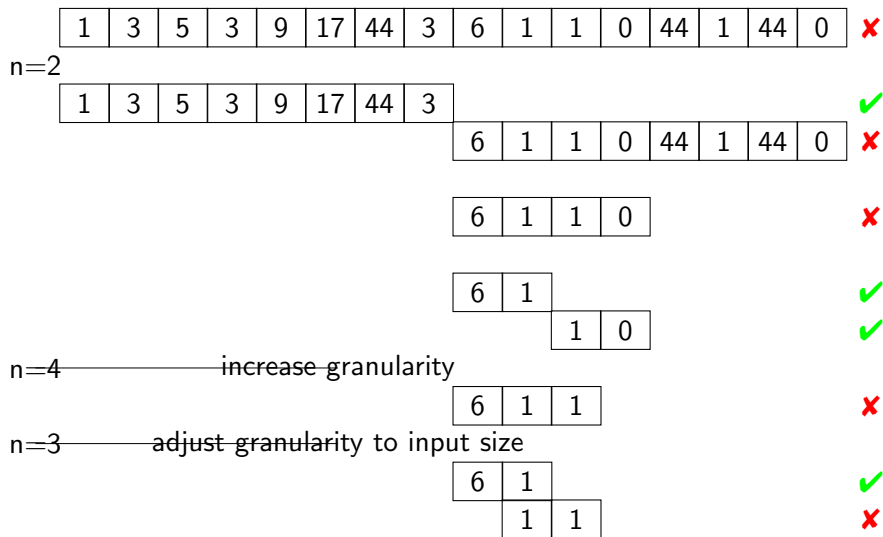 1 3 5 3 9 17 44 3 6 1 1 0 44 1 44 0 ✘
n=2
1 3 5 3 9 17 44 3 ✔
6 1 1 0 44 1 44 0 ✘
6 1 1 0 ✘
6 1 ✔
1 0 ✔
n=4 increase granularity
6 1 1 ✘
n=3 adjust granularity to input size
6 1 ✔
1 1 ✘